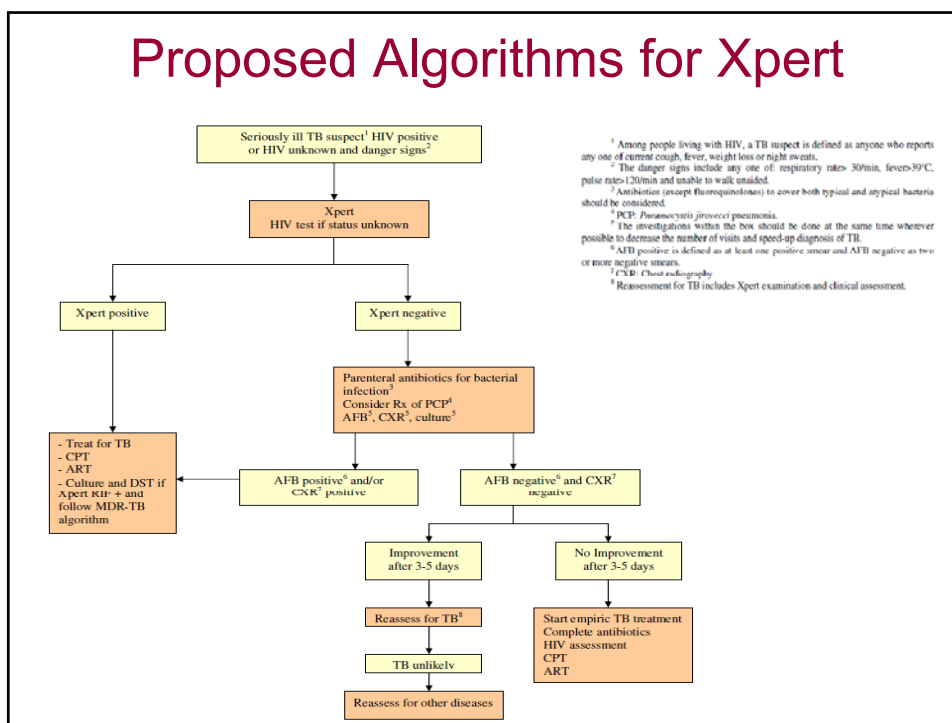 Proposed Algorithms for Xpert
Seriously ill TB suspect¹ HIV positive
or HIV unknown and danger signs²
Xpert
HIV test if status unknown
Xpert positive
Xpert negative
Parenteral antibiotics for bacterial
infection³
Consider Rx of PCP⁴
AFB⁵, CXR⁵, culture⁵
- Treat for TB
- CPT
- ART
- Culture and DST if
Xpert RIF + and
follow MDR-TB
algorithm
AFB positive⁶ and/or
CXR⁷ positive
AFB negative⁶ and CXR⁷
negative
Improvement
after 3-5 days
No Improvement
after 3-5 days
Reassess for TB⁸
TB unlikely
Reassess for other diseases
Start empiric TB treatment
Complete antibiotics
HIV assessment
CPT
ART
¹ Among people living with HIV, a TB suspect is defined as anyone who reports
any one of current cough, fever, weight loss or night sweats.
² The danger signs include any one of: respiratory rate> 30/min, fever>39°C,
pulse rate>120/min and unable to walk unaided.
³ Antibiotics (except fluoroquinolones) to cover both typical and atypical bacteria
should be considered.
⁴ PCP: Pneumocystis jirovecii pneumonia.
⁵ The investigations within the box should be done at the same time wherever
possible to decrease the number of visits and speed-up diagnosis of TB.
⁶ AFB positive is defined as at least one positive smear and AFB negative as two
or more negative smears.
⁷ CXR: Chest radiography
⁸ Reassessment for TB includes Xpert examination and clinical assessment.